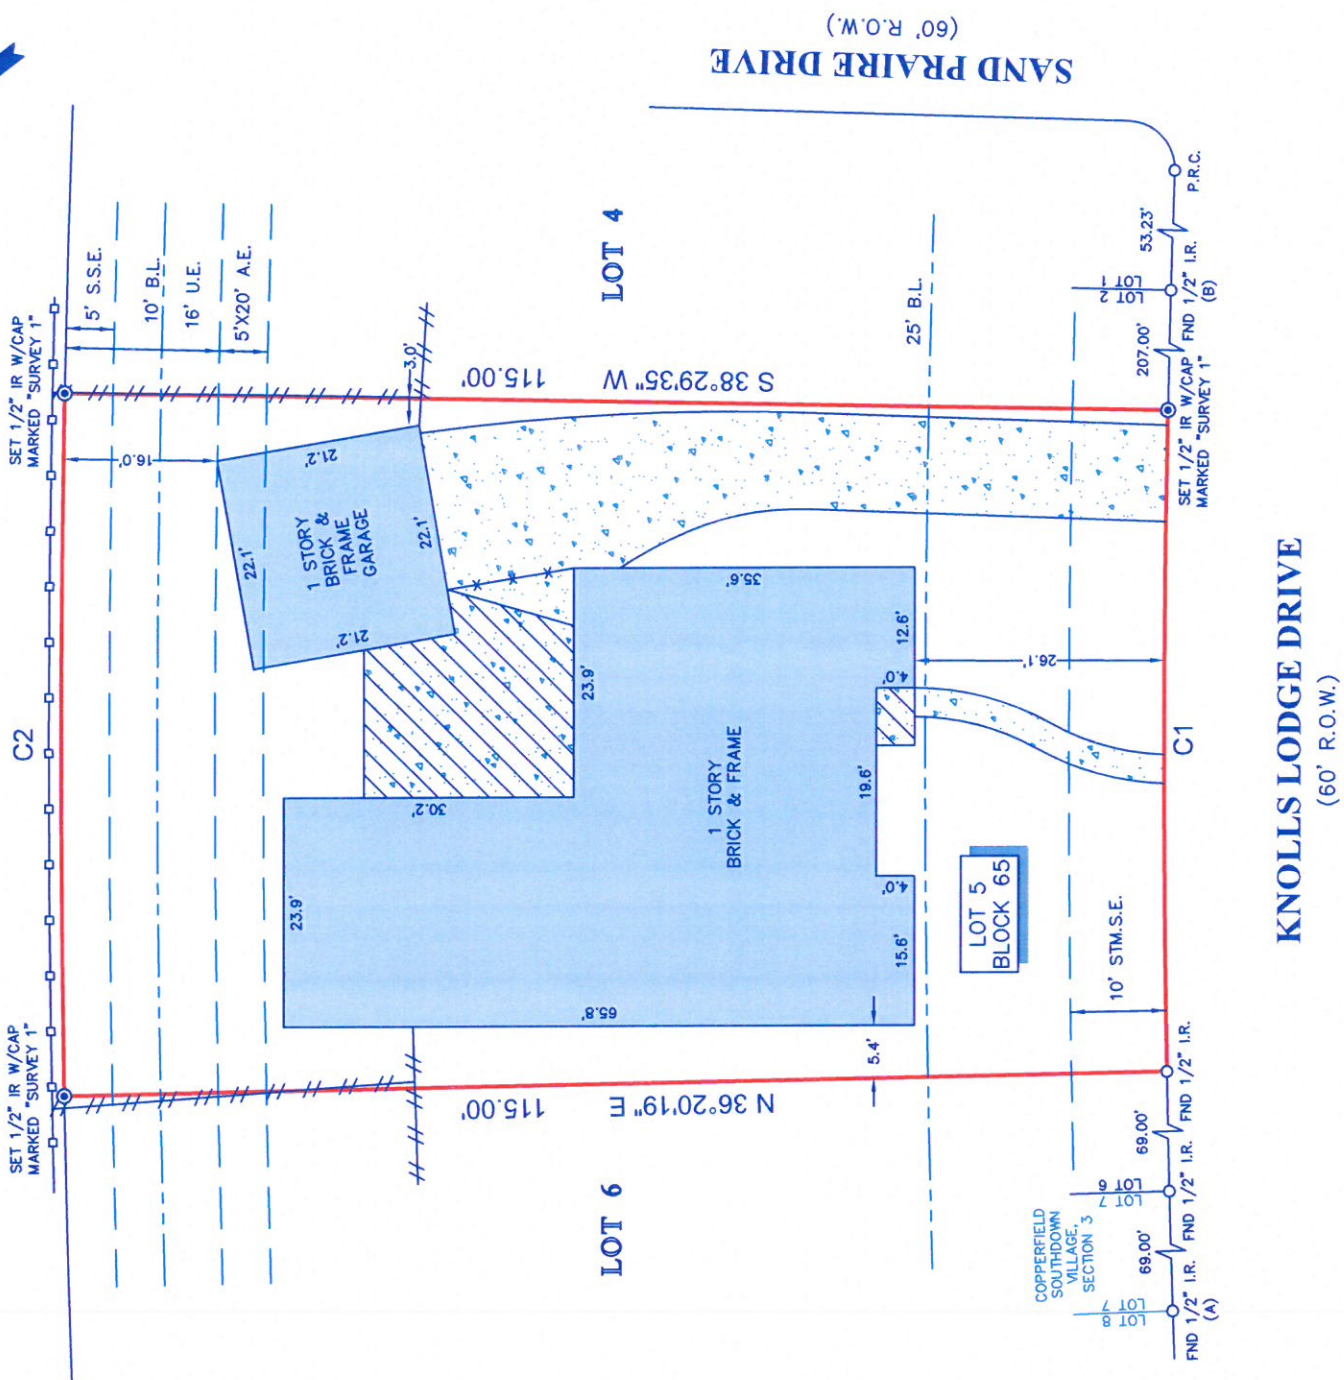 SAND PRAIRE DRIVE
(60' R.O.W.)
SET 1/2" IR W/CAP
MARKED "SURVEY 1"
5' S.S.E.
10' B.L.
16' U.E.
5'X20' A.E.
3.0'
16.0'
LOT 4
S 38°29'35" W 115.00'
25' B.L.
LOT 2
LOT 1
53.23'
P.R.C.
FND 1/2" I.R.
(B)
207.00'
SET 1/2" IR W/CAP
MARKED "SURVEY 1"
21.2'
22.1'
22.1'
21.2'
1 STORY
BRICK &
FRAME
GARAGE
C2
23.9'
30.2'
23.9'
35.6'
12.6'
4.0'
19.6'
4.0'
15.6'
65.8'
1 STORY
BRICK & FRAME
26.1'
C1
LOT 5
BLOCK 65
10' STM.S.E.
5.4'
SET 1/2" IR W/CAP
MARKED "SURVEY 1"
N 36°20'19" E 115.00'
LOT 6
FND 1/2" I.R.
69.00'
LOT 7
LOT 6
FND 1/2" I.R.
69.00'
COPPERFIELD
SOUTHDOWN
VILLAGE,
SECTION 3
LOT 8
LOT 7
FND 1/2" I.R.
(A)
KNOLLS LODGE DRIVE
(60' R.O.W.)